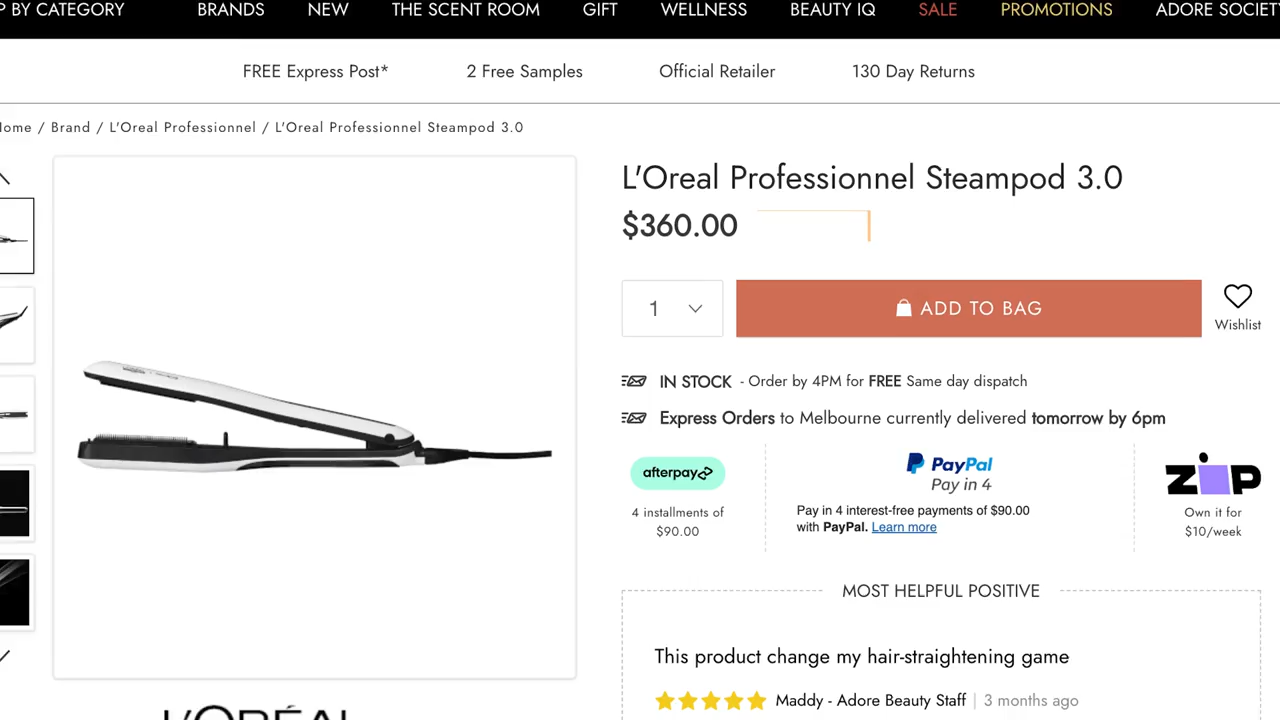 P BY CATEGORY BRANDS NEW THE SCENT ROOM GIFT WELLNESS BEAUTY IQ SALE PROMOTIONS ADORE SOCIETY
FREE Express Post* 2 Free Samples Official Retailer 130 Day Returns
Home / Brand / L'Oreal Professionnel / L'Oreal Professionnel Steampod 3.0
L'Oreal Professionnel Steampod 3.0
$360.00
1
ADD TO BAG
Wishlist
IN STOCK - Order by 4PM for FREE Same day dispatch
Express Orders to Melbourne currently delivered tomorrow by 6pm
afterpay
4 installments of
$90.00
PayPal
Pay in 4
Pay in 4 interest-free payments of $90.00
with PayPal. Learn more
ZIP
Own it for
$10/week
MOST HELPFUL POSITIVE
This product change my hair-straightening game
Maddy - Adore Beauty Staff | 3 months ago
L'ORÉAL